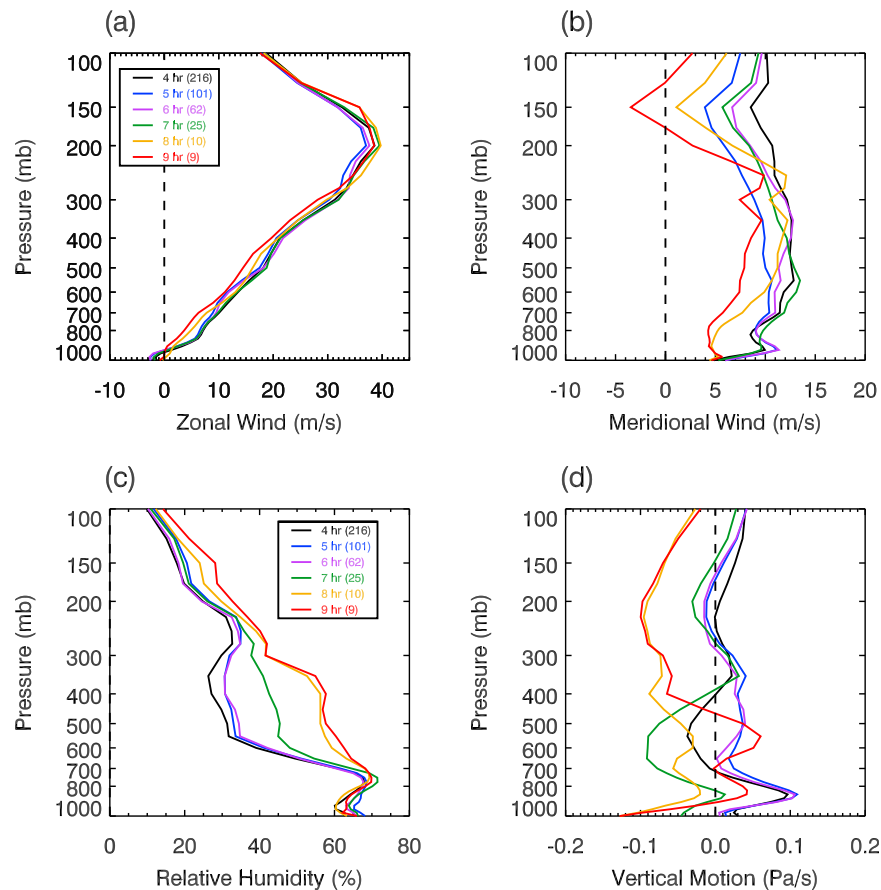 (a)
100
150
200
300
400
500
600
700
800
1000
Pressure (mb)
4 hr (216)
5 hr (101)
6 hr (62)
7 hr (25)
8 hr (10)
9 hr (9)
-10 0 10 20 30 40
Zonal Wind (m/s)
(b)
100
150
200
300
400
500
600
700
800
1000
Pressure (mb)
-10 -5 0 5 10 15 20
Meridional Wind (m/s)
(c)
100
150
200
300
400
500
600
700
800
1000
Pressure (mb)
4 hr (216)
5 hr (101)
6 hr (62)
7 hr (25)
8 hr (10)
9 hr (9)
0 20 40 60 80
Relative Humidity (%)
(d)
100
150
200
300
400
500
600
700
800
1000
Pressure (mb)
-0.2 -0.1 0.0 0.1 0.2
Vertical Motion (Pa/s)